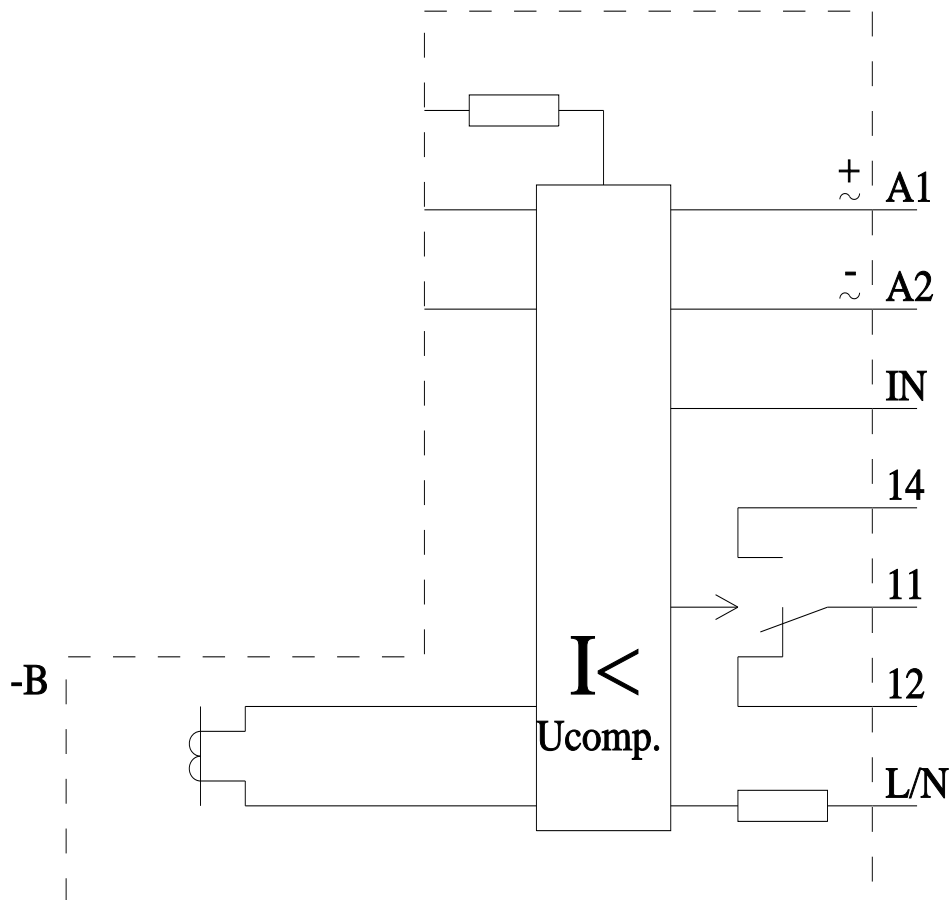 +
~ A1
-
~ A2
IN
14
11
I<
-B
12
Ucomp.
L/N